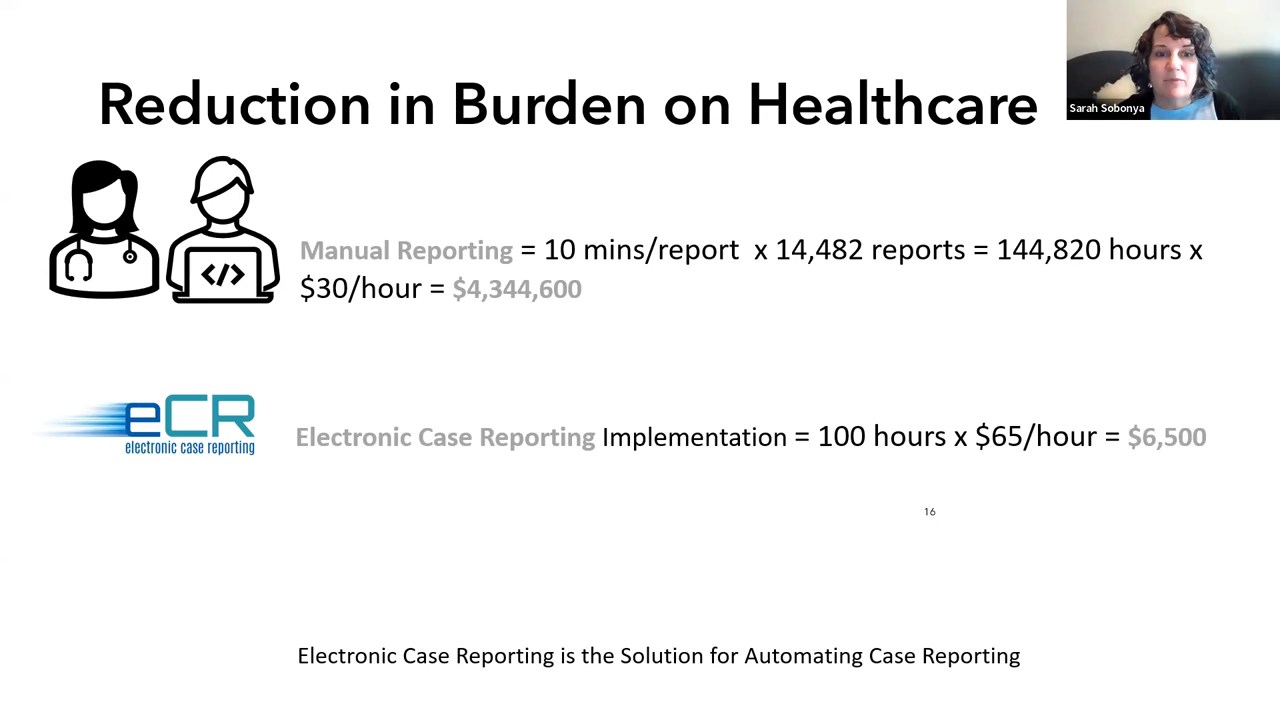 Reduction in Burden on Healthcare
Sarah Sobonya
Manual Reporting = 10 mins/report x 14,482 reports = 144,820 hours x
$30/hour = $4,344,600
</>
eCR
electronic case reporting
Electronic Case Reporting Implementation = 100 hours x $65/hour = $6,500
16
Electronic Case Reporting is the Solution for Automating Case Reporting